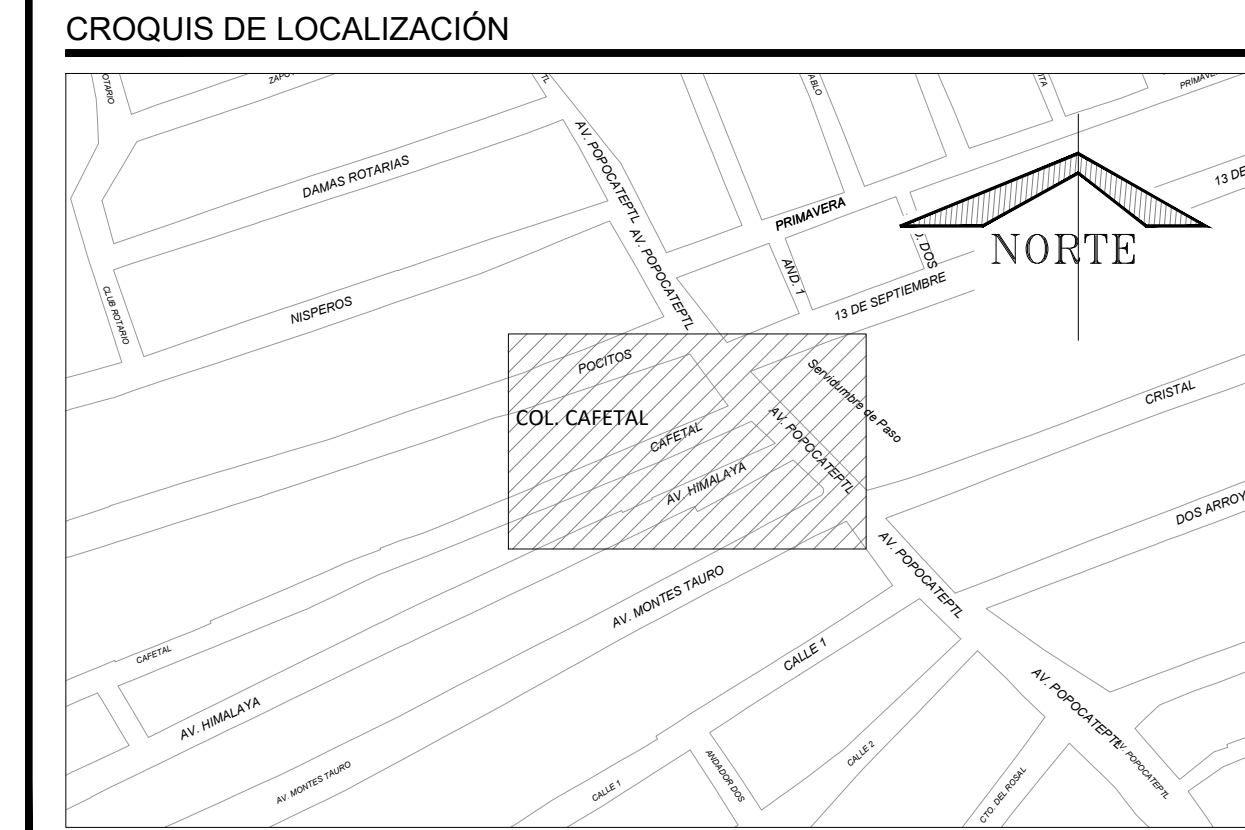 CROQUIS DE LOCALIZACIÓN
DAMAS ROTARIAS
AV. POPOCATEPTL
PRIMAVERA
13 DE
NORTE
AV. POPOCATEPTL
AND. 1
DOS
13 DE SEPTIEMBRE
CLUB ROTARIO
NISPEROS
POCITOS
Servidumbre de Paso
CRISTAL
COL. CAFETAL
CAFETAL
AV. POPOCATEPTL
AV. HIMALAYA
DOS ARROY
AV. POPOCATEPTL
AV. MONTES TAURO
CALLE 1
CAFETAL
AV. POPOCATEPTL
AV. HIMALAYA
AV. POPOCATEPTL
CALLE 2
ANDADOR DOS
AV. MONTES TAURO
CALLE 1
CTO. DEL ROSAL